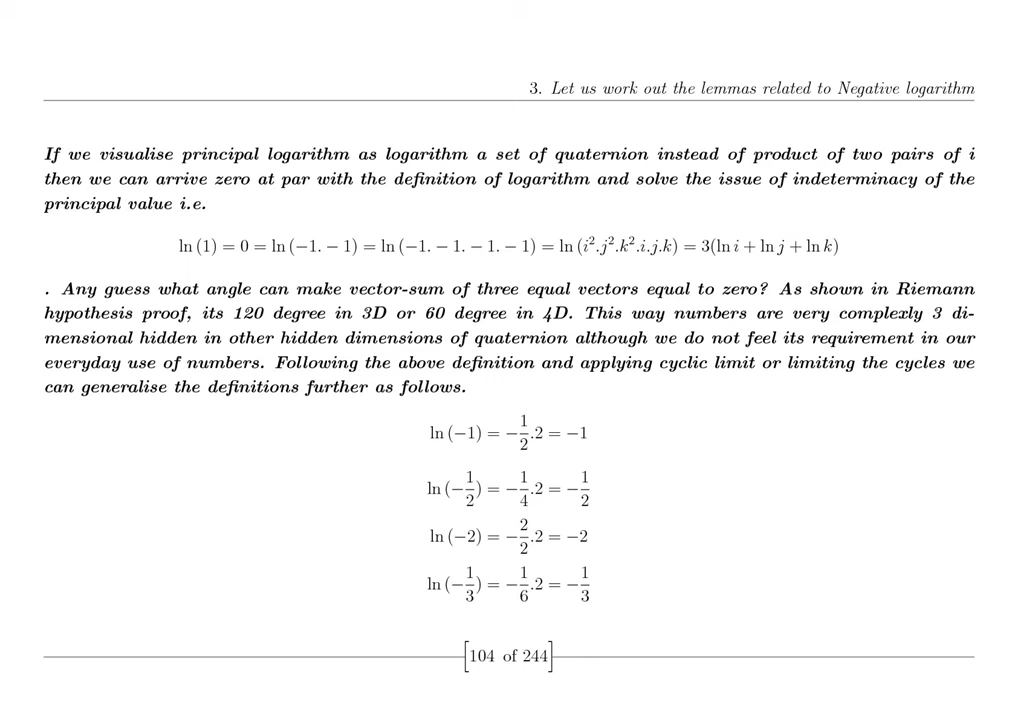 3. Let us work out the lemmas related to Negative logarithm
If we visualise principal logarithm as logarithm a set of quaternion instead of product of two pairs of i
then we can arrive zero at par with the definition of logarithm and solve the issue of indeterminacy of the
principal value i.e.
ln (1) = 0 = ln (−1. − 1) = ln (−1. − 1. − 1. − 1) = ln (i².j².k².i.j.k) = 3(ln i + ln j + ln k)
. Any guess what angle can make vector-sum of three equal vectors equal to zero? As shown in Riemann
hypothesis proof, its 120 degree in 3D or 60 degree in 4D. This way numbers are very complexly 3 di-
mensional hidden in other hidden dimensions of quaternion although we do not feel its requirement in our
everyday use of numbers. Following the above definition and applying cyclic limit or limiting the cycles we
can generalise the definitions further as follows.
ln (−1) = −1/2.2 = −1
ln (−1/2) = −1/4.2 = −1/2
ln (−2) = −2/2.2 = −2
ln (−1/3) = −1/6.2 = −1/3
[104 of 244]